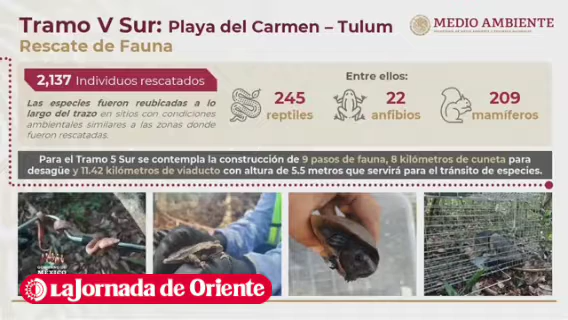 Tramo V Sur: Playa del Carmen – Tulum
Rescate de Fauna
MEDIO AMBIENTE
2,137 Individuos rescatados
Las especies fueron reubicadas a lo
largo del trazo en sitios con condiciones
ambientales similares a las zonas donde
fueron rescatadas.
Entre ellos:
245
reptiles
22
anfibios
209
mamíferos
Para el Tramo 5 Sur se contempla la construcción de 9 pasos de fauna, 8 kilómetros de cuneta para
desagüe y 11.42 kilómetros de viaducto con altura de 5.5 metros que servirá para el tránsito de especies.
MÉXICO
LaJornada de Oriente